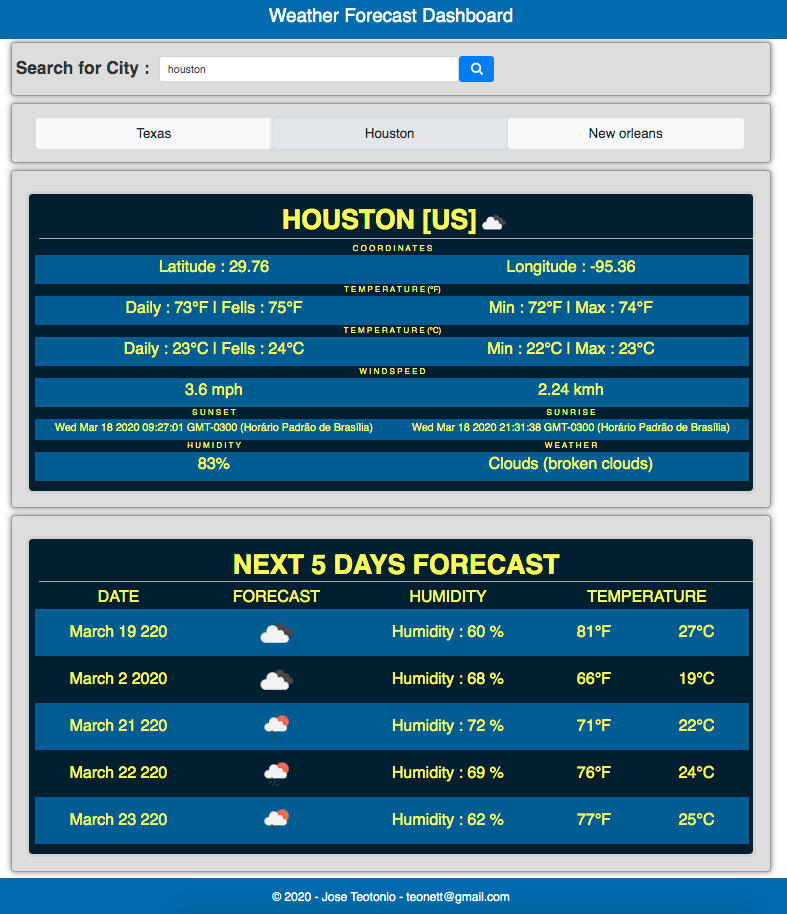 Weather Forecast Dashboard
Search for City : houston
Texas Houston New orleans
HOUSTON [US]
COORDINATES
Latitude : 29.76 Longitude : -95.36
TEMPERATURE(°F)
Daily : 73°F | Fells : 75°F Min : 72°F | Max : 74°F
TEMPERATURE(°C)
Daily : 23°C | Fells : 24°C Min : 22°C | Max : 23°C
WINDSPEED
3.6 mph 2.24 kmh
SUNSET SUNRISE
Wed Mar 18 2020 09:27:01 GMT-0300 (Horário Padrão de Brasília) Wed Mar 18 2020 21:31:38 GMT-0300 (Horário Padrão de Brasília)
HUMIDITY WEATHER
83% Clouds (broken clouds)
NEXT 5 DAYS FORECAST
DATE FORECAST HUMIDITY TEMPERATURE
March 19 220 Humidity : 60 % 81°F 27°C
March 2 2020 Humidity : 68 % 66°F 19°C
March 21 220 Humidity : 72 % 71°F 22°C
March 22 220 Humidity : 69 % 76°F 24°C
March 23 220 Humidity : 62 % 77°F 25°C
© 2020 - Jose Teotonio - teonett@gmail.com